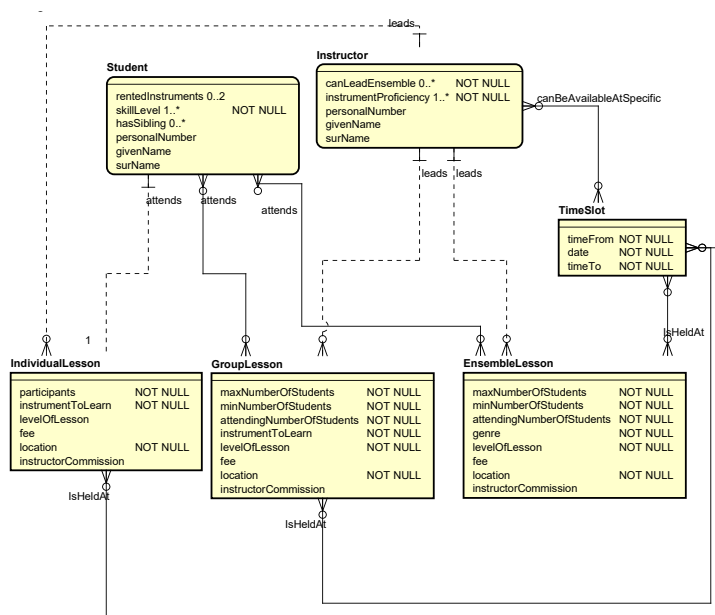 leads
Instructor
canLeadEnsemble 0..* NOT NULL
instrumentProficiency 1..* NOT NULL
personalNumber
givenName
surName
Student
rentedInstruments 0..2
skillLevel 1..* NOT NULL
hasSibling 0..*
personalNumber
givenName
surName
canBeAvailableAtSpecific
leads
leads
attends
attends
attends
TimeSlot
timeFrom NOT NULL
date NOT NULL
timeTo NOT NULL
IsHeldAt
1
IndividualLesson
participants NOT NULL
instrumentToLearn NOT NULL
levelOfLesson
fee
location NOT NULL
instructorCommission
IsHeldAt
GroupLesson
maxNumberOfStudents NOT NULL
minNumberOfStudents NOT NULL
attendingNumberOfStudents NOT NULL
instrumentToLearn NOT NULL
levelOfLesson NOT NULL
fee
location NOT NULL
instructorCommission
IsHeldAt
EnsembleLesson
maxNumberOfStudents NOT NULL
minNumberOfStudents NOT NULL
attendingNumberOfStudents NOT NULL
genre NOT NULL
levelOfLesson NOT NULL
fee
location NOT NULL
instructorCommission